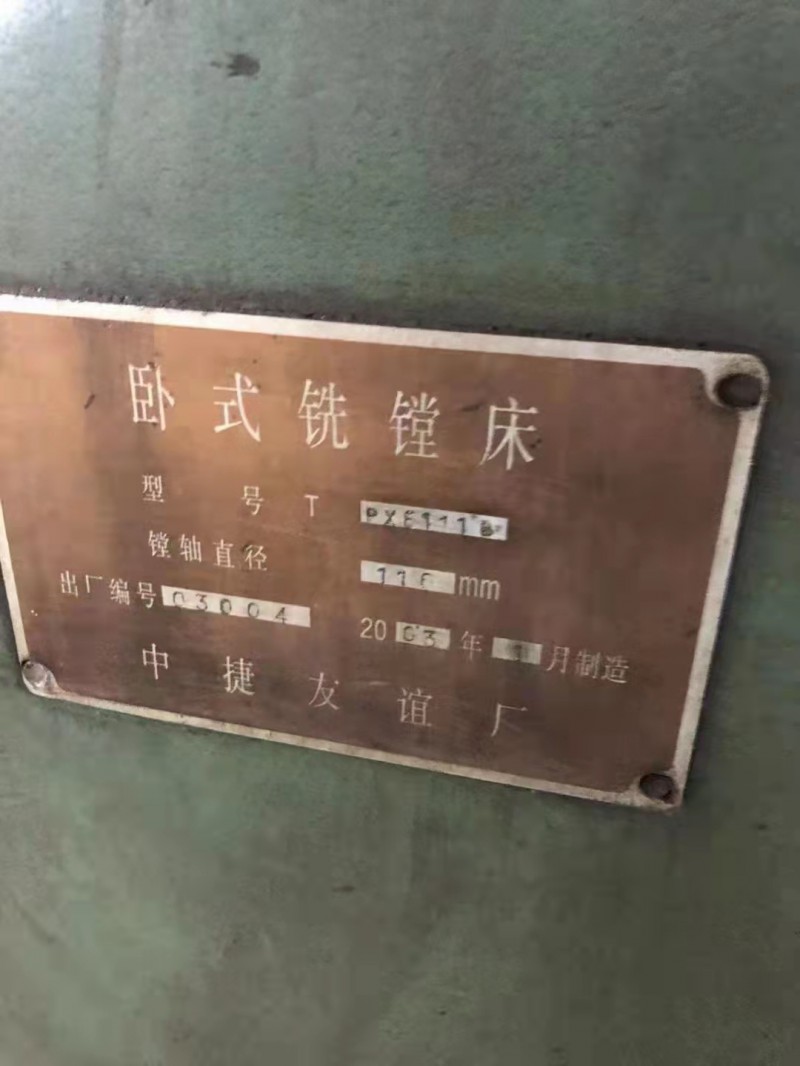 卧式铣镗床
型号 T PXE111B
镗轴直径 110 mm
出厂编号 03004 2003 年 月制造
中捷友谊厂